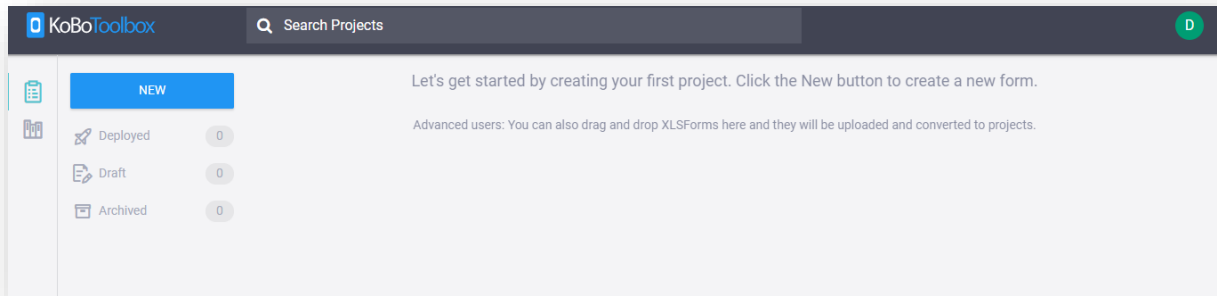 KoBoToolbox
Search Projects
D
NEW
Deployed 0
Draft 0
Archived 0
Let's get started by creating your first project. Click the New button to create a new form.
Advanced users: You can also drag and drop XLSForms here and they will be uploaded and converted to projects.